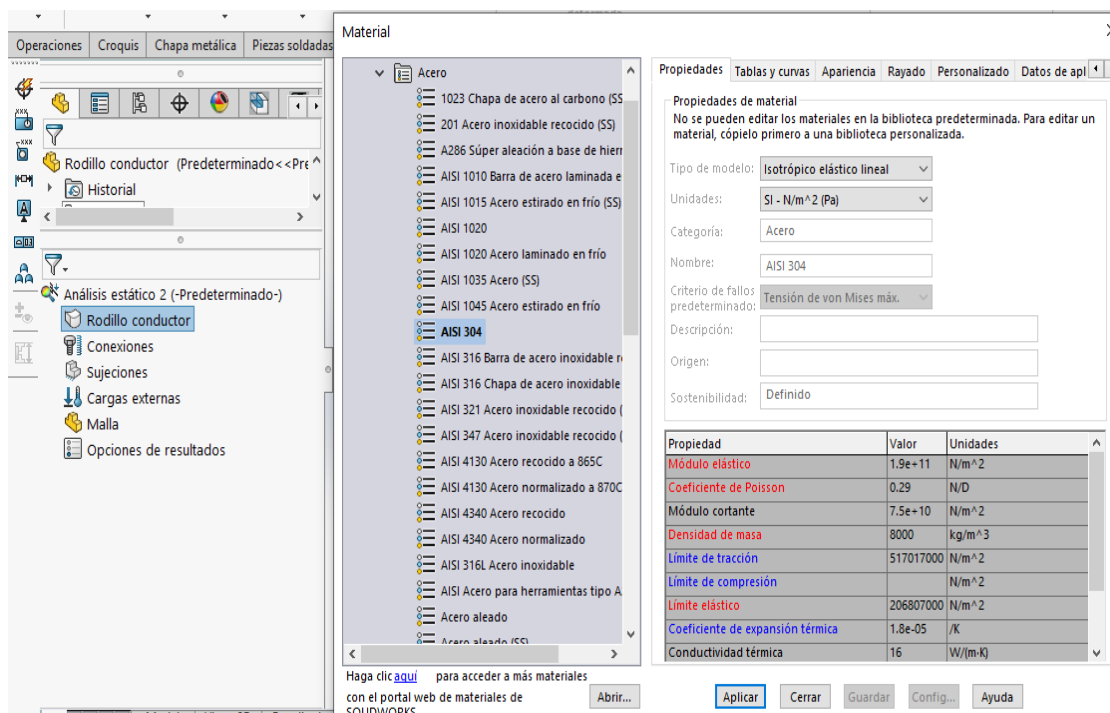 Operaciones
Croquis
Chapa metálica
Piezas soldadas
Rodillo conductor (Predeterminado<<Pre
Historial
Análisis estático 2 (-Predeterminado-)
Rodillo conductor
Conexiones
Sujeciones
Cargas externas
Malla
Opciones de resultados
Material
Acero
1023 Chapa de acero al carbono (SS
201 Acero inoxidable recocido (SS)
A286 Súper aleación a base de hierr
AISI 1010 Barra de acero laminada e
AISI 1015 Acero estirado en frío (SS)
AISI 1020
AISI 1020 Acero laminado en frío
AISI 1035 Acero (SS)
AISI 1045 Acero estirado en frío
AISI 304
AISI 316 Barra de acero inoxidable r
AISI 316 Chapa de acero inoxidable
AISI 321 Acero inoxidable recocido (
AISI 347 Acero inoxidable recocido (
AISI 4130 Acero recocido a 865C
AISI 4130 Acero normalizado a 870C
AISI 4340 Acero recocido
AISI 4340 Acero normalizado
AISI 316L Acero inoxidable
AISI Acero para herramientas tipo A
Acero aleado
Acero aleado (SS)
Haga clic aquí para acceder a más materiales
con el portal web de materiales de
SOLIDWORKS
Abrir...
Propiedades
Tablas y curvas
Apariencia
Rayado
Personalizado
Datos de apl
Propiedades de material
No se pueden editar los materiales en la biblioteca predeterminada. Para editar un
material, cópielo primero a una biblioteca personalizada.
Tipo de modelo: Isotrópico elástico lineal
Unidades: SI - N/m^2 (Pa)
Categoría: Acero
Nombre: AISI 304
Criterio de fallos
predeterminado: Tensión de von Mises máx.
Descripción:
Origen:
Sostenibilidad: Definido
Propiedad Valor Unidades
Módulo elástico 1.9e+11 N/m^2
Coeficiente de Poisson 0.29 N/D
Módulo cortante 7.5e+10 N/m^2
Densidad de masa 8000 kg/m^3
Límite de tracción 517017000 N/m^2
Límite de compresión N/m^2
Límite elástico 206807000 N/m^2
Coeficiente de expansión térmica 1.8e-05 /K
Conductividad térmica 16 W/(m·K)
Aplicar
Cerrar
Guardar
Config...
Ayuda